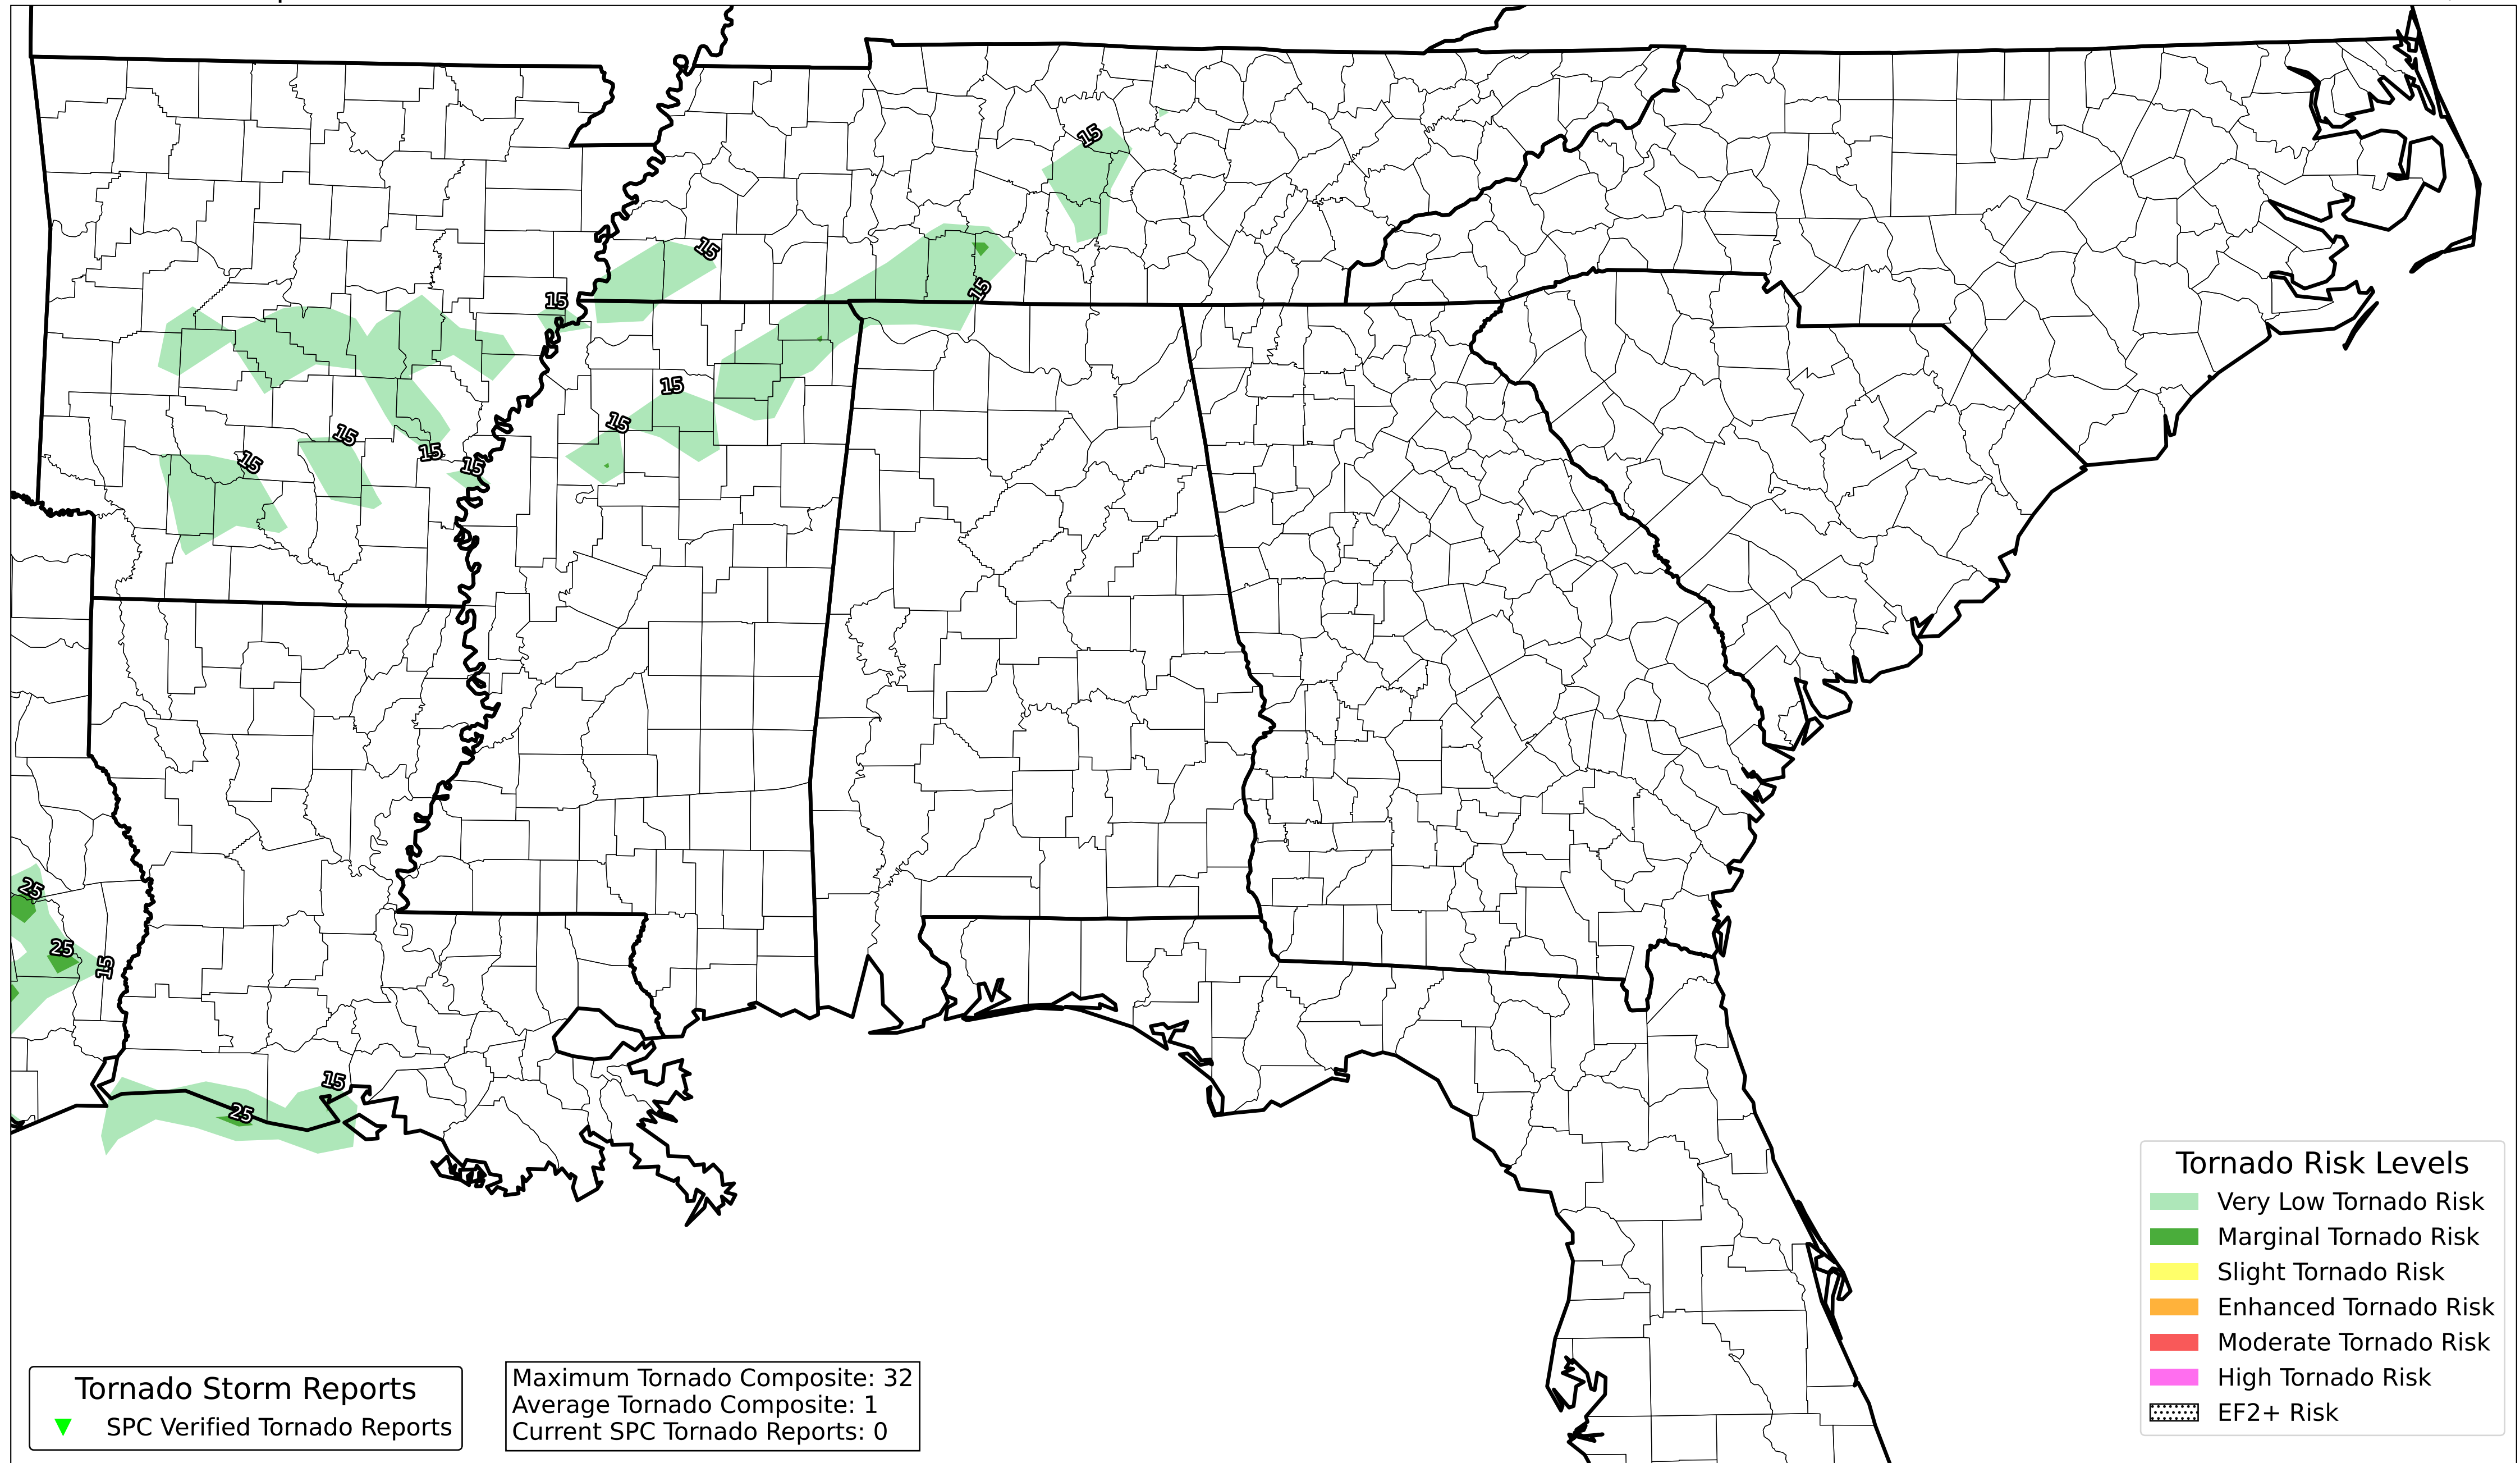 15
15
15
15
15
15
15
15
15
15
25
25
15
15
25
Tornado Risk Levels
Very Low Tornado Risk
Marginal Tornado Risk
Slight Tornado Risk
Enhanced Tornado Risk
Moderate Tornado Risk
High Tornado Risk
EF2+ Risk
Tornado Storm Reports
SPC Verified Tornado Reports
Maximum Tornado Composite: 32
Average Tornado Composite: 1
Current SPC Tornado Reports: 0